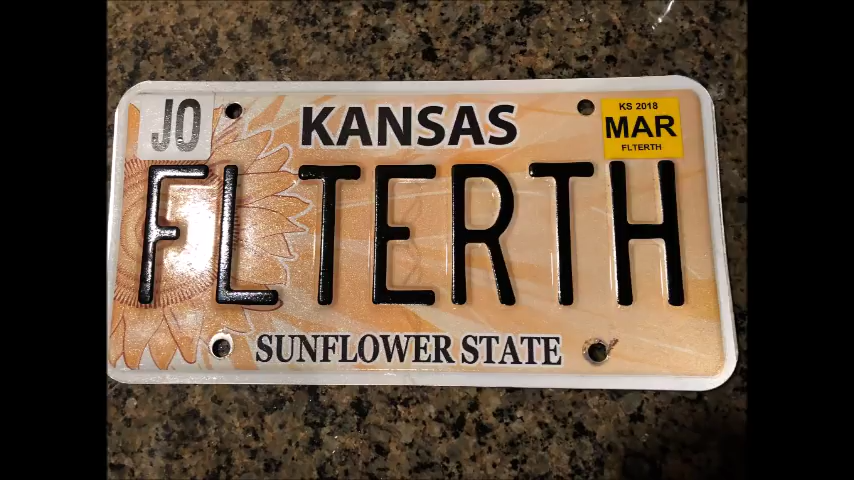 JO
KANSAS
KS 2018
MAR
FLTERTH
FLTERTH
SUNFLOWER STATE